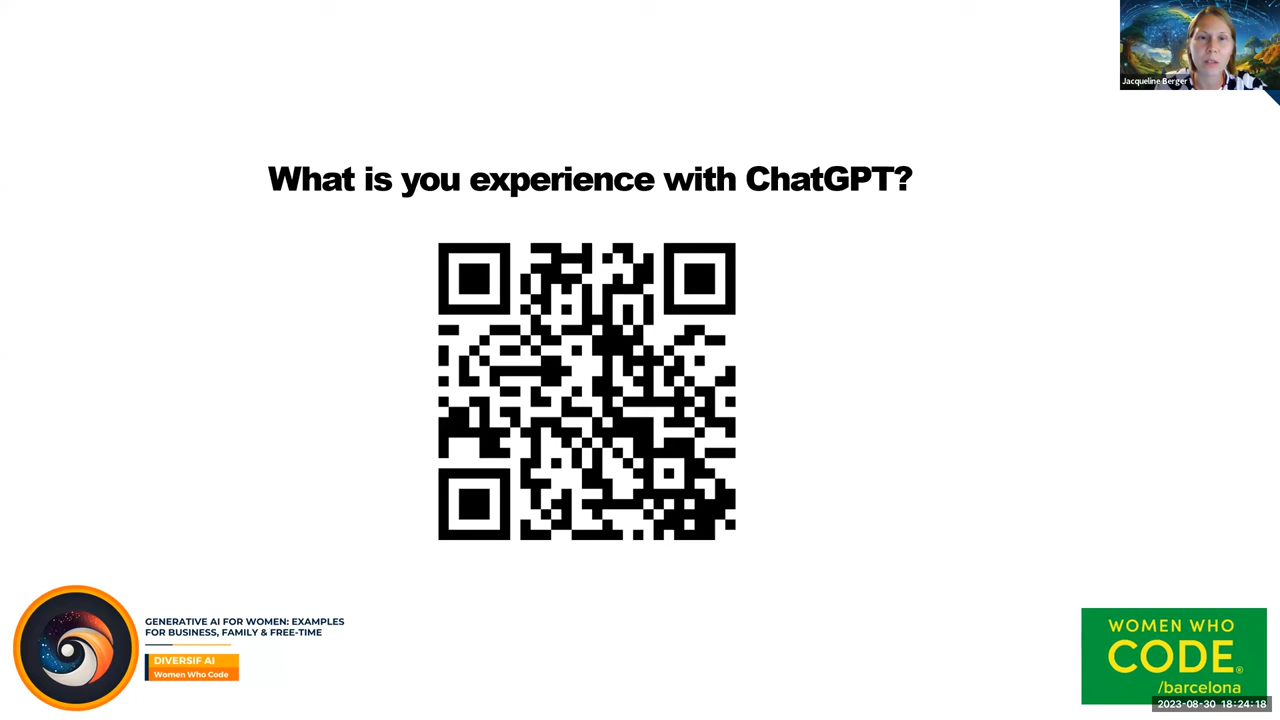 Jacqueline Berger
What is you experience with ChatGPT?
GENERATIVE AI FOR WOMEN: EXAMPLES
FOR BUSINESS, FAMILY & FREE-TIME
DIVERSIF AI
Women Who Code
WOMEN WHO
CODE®
/barcelona
2023-08-30 18:24:18